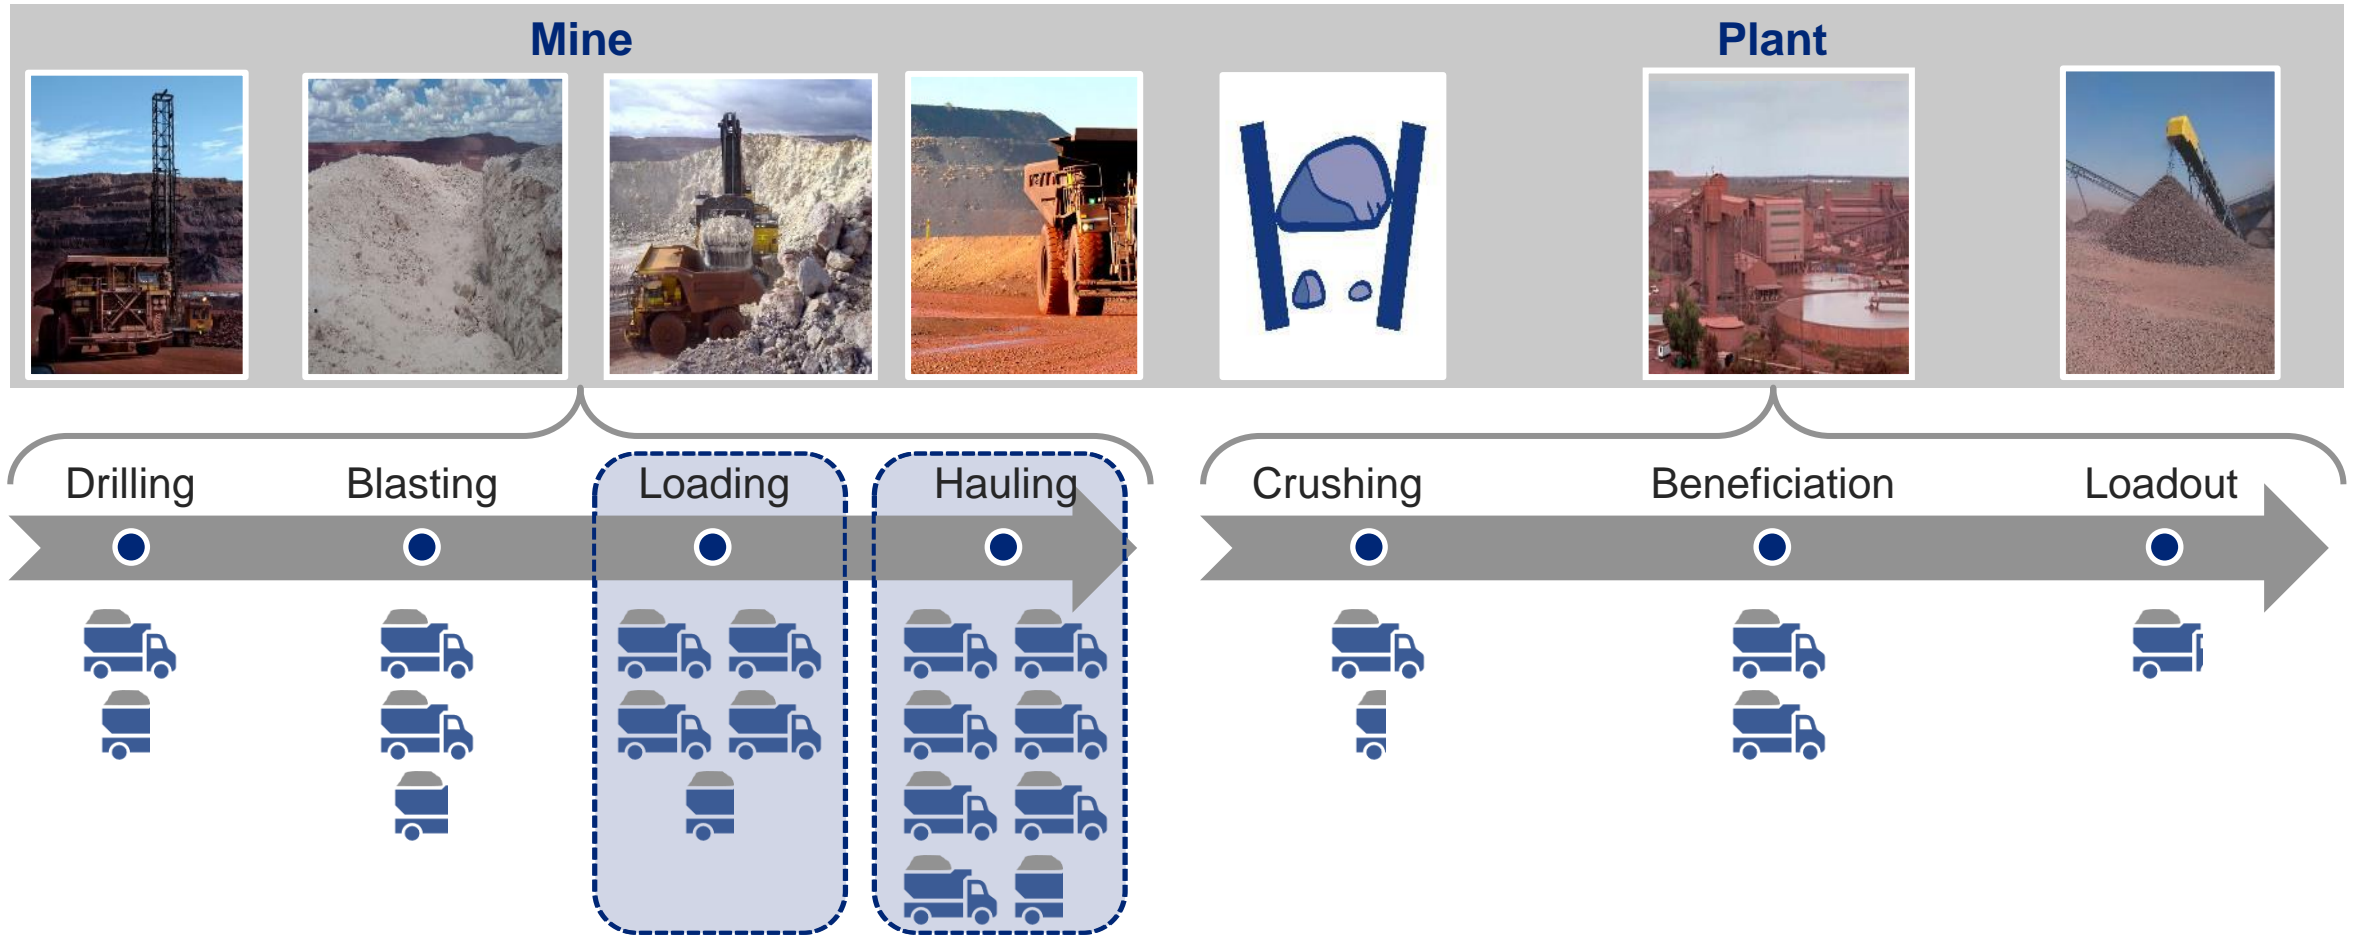 Mine
Plant
Drilling
Blasting
Loading
Hauling
Crushing
Beneficiation
Loadout